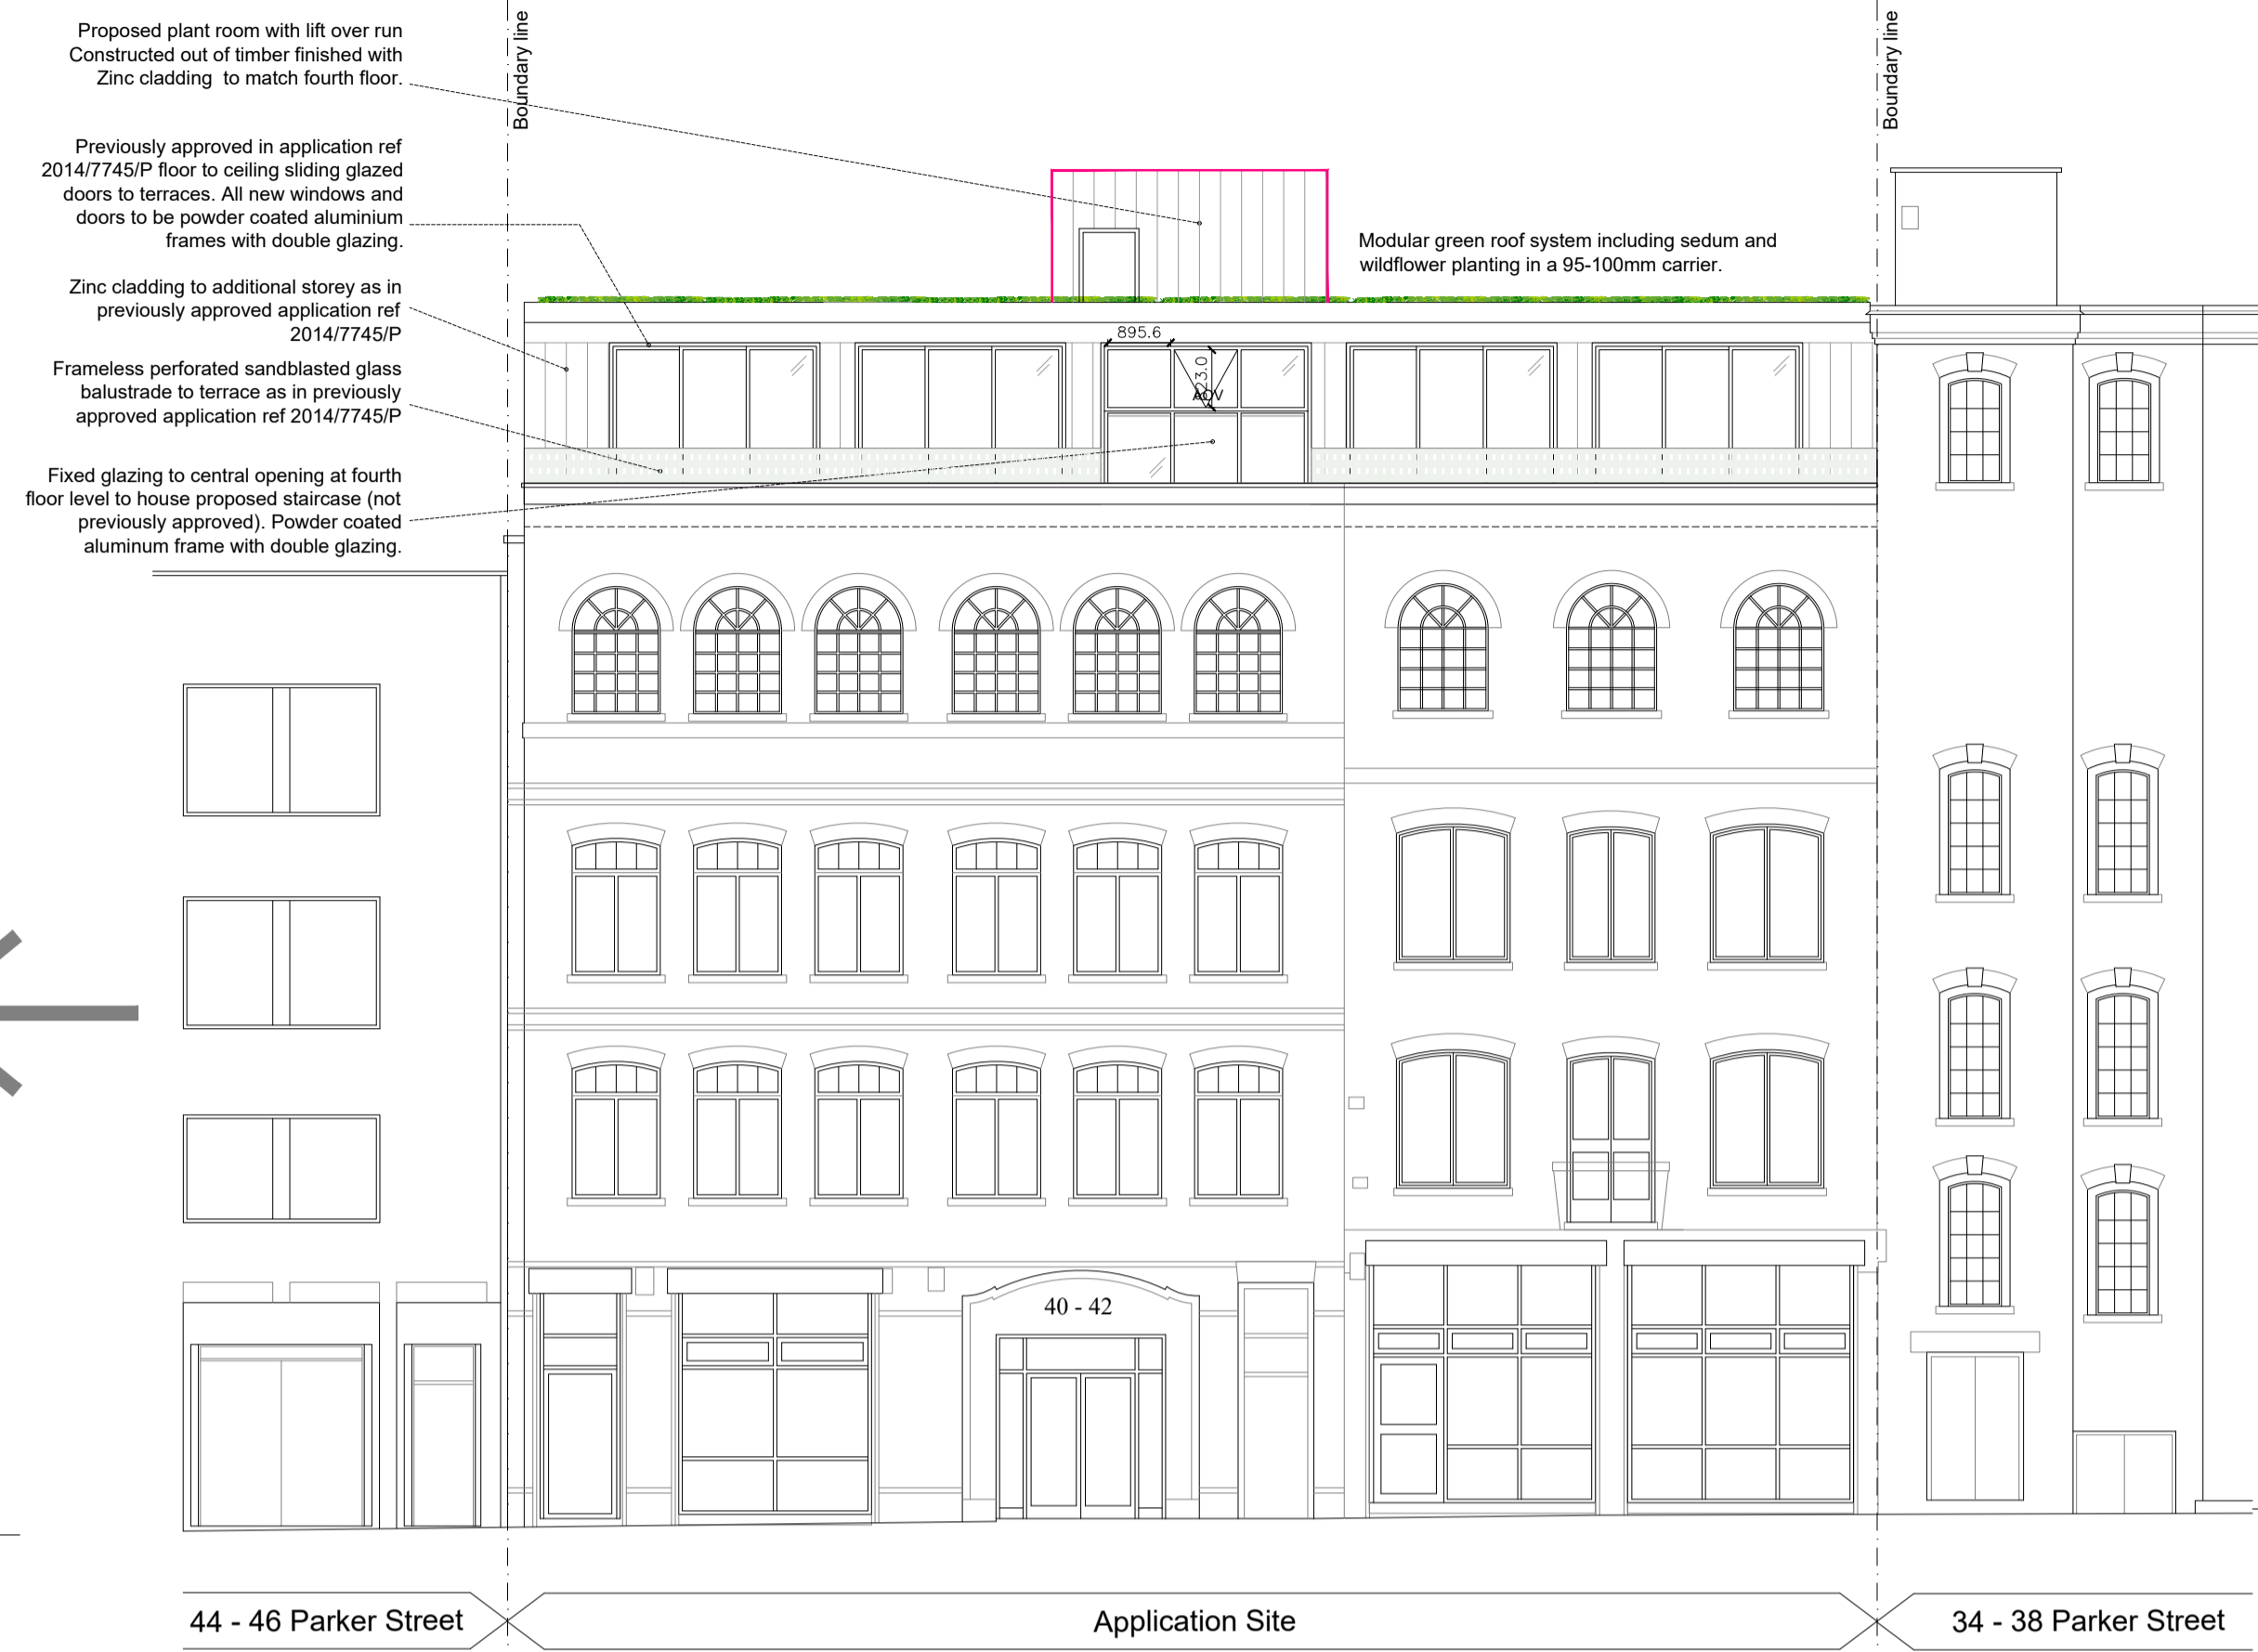 Proposed plant room with lift over run
Constructed out of timber finished with
Zinc cladding to match fourth floor.
Boundary line
Boundary line
Previously approved in application ref
2014/7745/P floor to ceiling sliding glazed
doors to terraces. All new windows and
doors to be powder coated aluminium
frames with double glazing.
Modular green roof system including sedum and
wildflower planting in a 95-100mm carrier.
Zinc cladding to additional storey as in
previously approved application ref
2014/7745/P
Frameless perforated sandblasted glass
balustrade to terrace as in previously
approved application ref 2014/7745/P
895.6
AOV
Fixed glazing to central opening at fourth
floor level to house proposed staircase (not
previously approved). Powder coated
aluminum frame with double glazing.
40 - 42
44 - 46 Parker Street
Application Site
34 - 38 Parker Street